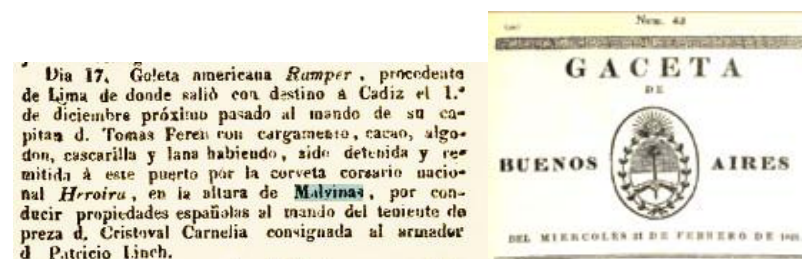 Dia 17. Goleta americana Ramper, procedente
de Lima de donde salió con destino á Cadiz el 1.º
de diciembre próximo pasado al mando de su ca-
pitan d. Tomas Feren con cargamento, cacao, algo-
don, cascarilla y lana habiendo, sido detenida y re-
mitida á este puerto por la corveta corsario nacio-
nal Herroira, en la altura de Malvinas, por con-
ducir propiedades españolas al mando del teniente de
preza d. Cristoval Carnelia consignada al armador
d Patricio Linch.
Num. 42
GACETA
DE
BUENOS AIRES
DEL MIERCOLES 21 DE FEBRERO DE